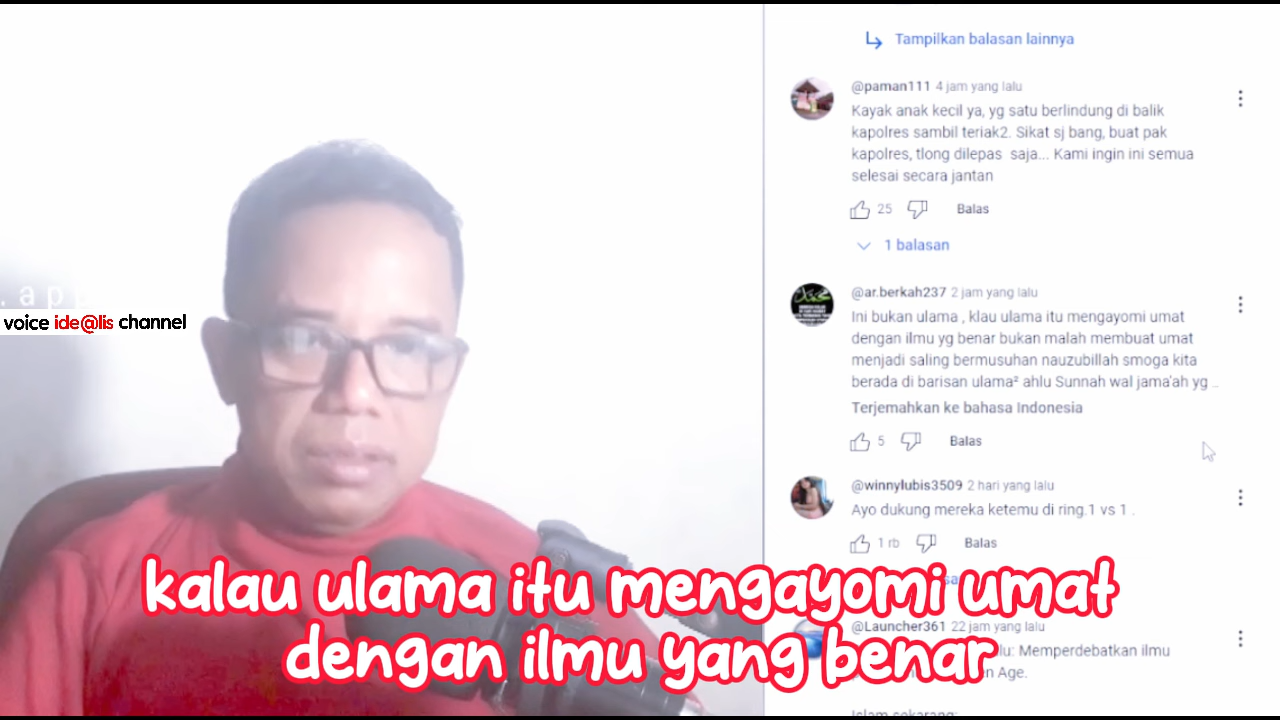 Tampilkan balasan lainnya
@paman111 4 jam yang lalu
Kayak anak kecil ya, yg satu berlindung di balik
kapolres sambil teriak2. Sikat sj bang, buat pak
kapolres, tlong dilepas saja... Kami ingin ini semua
selesai secara jantan
25 Balas
1 balasan
@ar.berkah237 2 jam yang lalu
Ini bukan ulama , klau ulama itu mengayomi umat
dengan ilmu yg benar bukan malah membuat umat
menjadi saling bermusuhan nauzubillah smoga kita
berada di barisan ulama² ahlu Sunnah wal jama'ah yg ..
Terjemahkan ke bahasa Indonesia
5 Balas
@winnylubis3509 2 hari yang lalu
Ayo dukung mereka ketemu di ring.1 vs 1 .
1 rb Balas
@Launcher361 22 jam yang lalu
lu: Memperdebatkan ilmu
n Age.
Islam sekarang:
.app
voice ide@lis channel
kalau ulama itu mengayomi umat
dengan ilmu yang benar